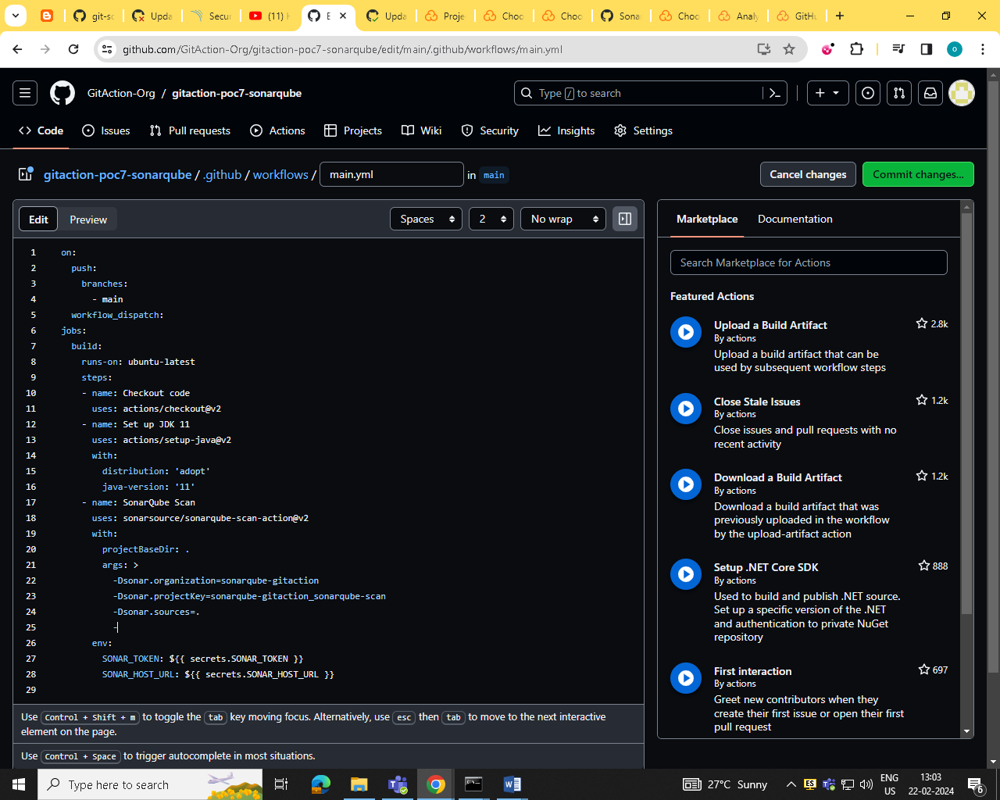 git-so
Upda
Secur
(11) H
E
Upda
Proje
Choo
Choo
Sona
Choo
Analy
GitHu
github.com/GitAction-Org/gitaction-poc7-sonarqube/edit/main/.github/workflows/main.yml
o
GitAction-Org / gitaction-poc7-sonarqube
Type / to search
Code
Issues
Pull requests
Actions
Projects
Wiki
Security
Insights
Settings
gitaction-poc7-sonarqube / .github / workflows / main.yml in main
Cancel changes
Commit changes...
Edit
Preview
Spaces
2
No wrap
1 on:
2 push:
3 branches:
4 - main
5 workflow_dispatch:
6 jobs:
7 build:
8 runs-on: ubuntu-latest
9 steps:
10 - name: Checkout code
11 uses: actions/checkout@v2
12 - name: Set up JDK 11
13 uses: actions/setup-java@v2
14 with:
15 distribution: 'adopt'
16 java-version: '11'
17 - name: SonarQube Scan
18 uses: sonarsource/sonarqube-scan-action@v2
19 with:
20 projectBaseDir: .
21 args: >
22 -Dsonar.organization=sonarqube-gitaction
23 -Dsonar.projectKey=sonarqube-gitaction_sonarqube-scan
24 -Dsonar.sources=.
25 -
26 env:
27 SONAR_TOKEN: ${{ secrets.SONAR_TOKEN }}
28 SONAR_HOST_URL: ${{ secrets.SONAR_HOST_URL }}
29
Use Control + Shift + m to toggle the tab key moving focus. Alternatively, use esc then tab to move to the next interactive
element on the page.
Use Control + Space to trigger autocomplete in most situations.
Marketplace
Documentation
Search Marketplace for Actions
Featured Actions
Upload a Build Artifact
2.8k
By actions
Upload a build artifact that can be
used by subsequent workflow steps
Close Stale Issues
1.2k
By actions
Close issues and pull requests with no
recent activity
Download a Build Artifact
1.2k
By actions
Download a build artifact that was
previously uploaded in the workflow
by the upload-artifact action
Setup .NET Core SDK
888
By actions
Used to build and publish .NET source.
Set up a specific version of the .NET
and authentication to private NuGet
repository
First interaction
697
By actions
Greet new contributors when they
create their first issue or open their first
pull request
Type here to search
27°C Sunny
ES
ENG
US
13:03
22-02-2024
6